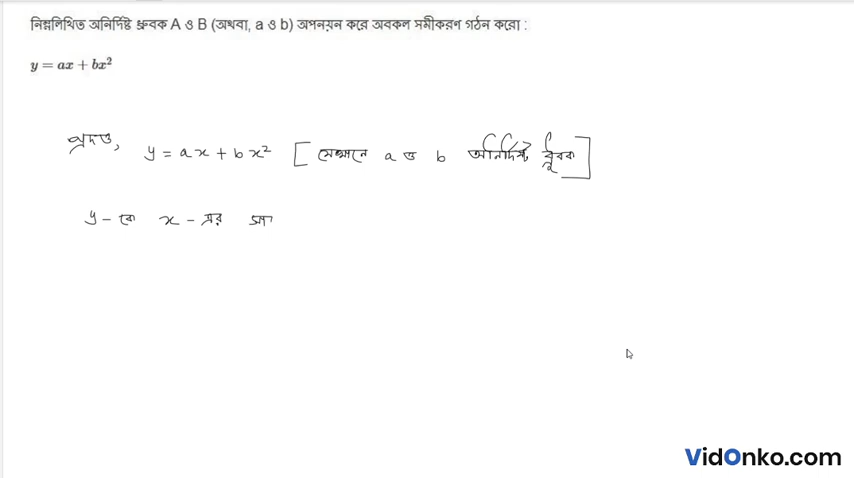 নিম্নলিখিত অনির্দিষ্ট ধ্রুবক A ও B (অথবা, a ও b) অপনয়ন করে অবকল সমীকরণ গঠন করো :
y = ax + bx²
প্রদত্ত, y = ax + bx² [ যেখানে a ও b অনির্দিষ্ট ধ্রুবক ]
y - কে x - এর সা
VidOnko.com